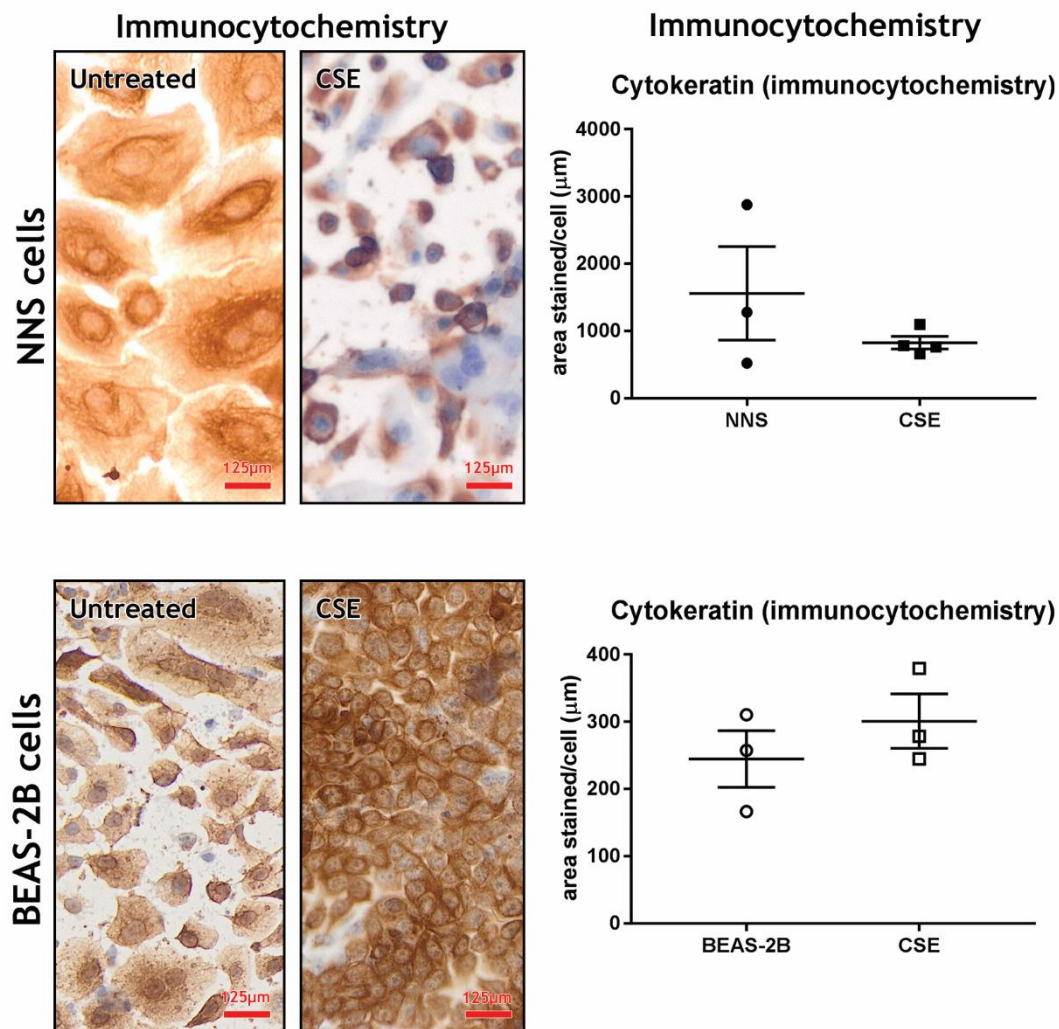 Immunocytochemistry
Untreated
CSE
NNS cells
125μm
125μm
Immunocytochemistry
Cytokeratin (immunocytochemistry)
4000
3000
2000
1000
0
area stained/cell (μm)
NNS
CSE
Untreated
CSE
BEAS-2B cells
125μm
125μm
Cytokeratin (immunocytochemistry)
400
300
200
100
0
area stained/cell (μm)
BEAS-2B
CSE